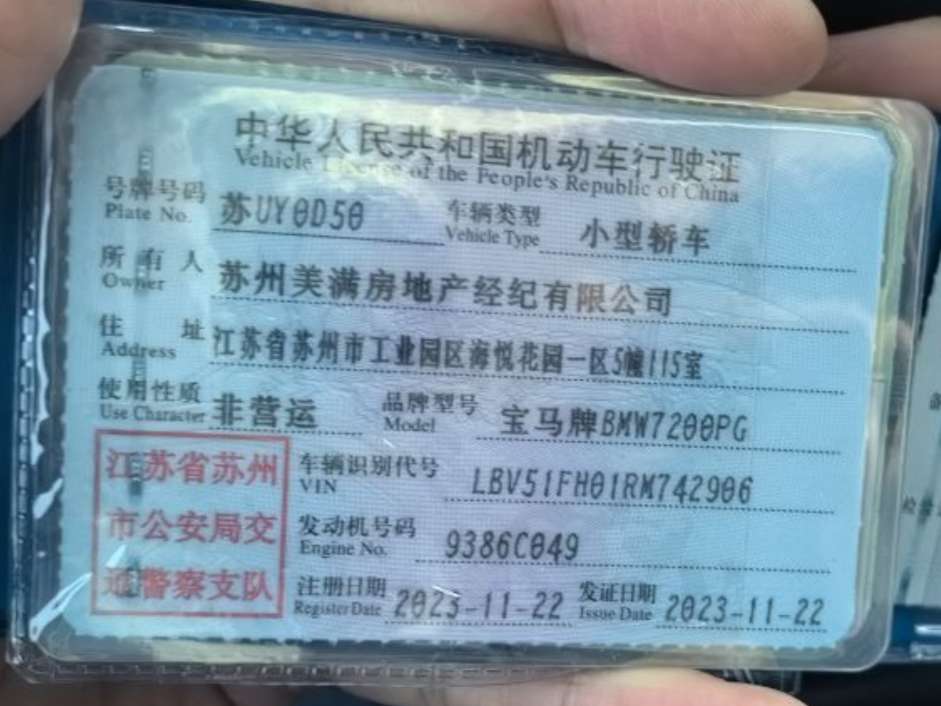 中华人民共和国机动车行驶证
Vehicle License of the People's Republic of China
号牌号码 苏UY0D50 车辆类型 小型轿车
Plate No. Vehicle Type
所有人 苏州美满房地产经纪有限公司
Owner
住址 江苏省苏州市工业园区海悦花园一区5幢115室
Address
使用性质 非营运 品牌型号 宝马牌BMW7200PG
Use Character Model
江苏省苏州
市公安局交
通警察支队
车辆识别代号 LBV51FH01RM742906
VIN
发动机号码 9386C049
Engine No.
注册日期 2023-11-22 发证日期 2023-11-22
Register Date Issue Date